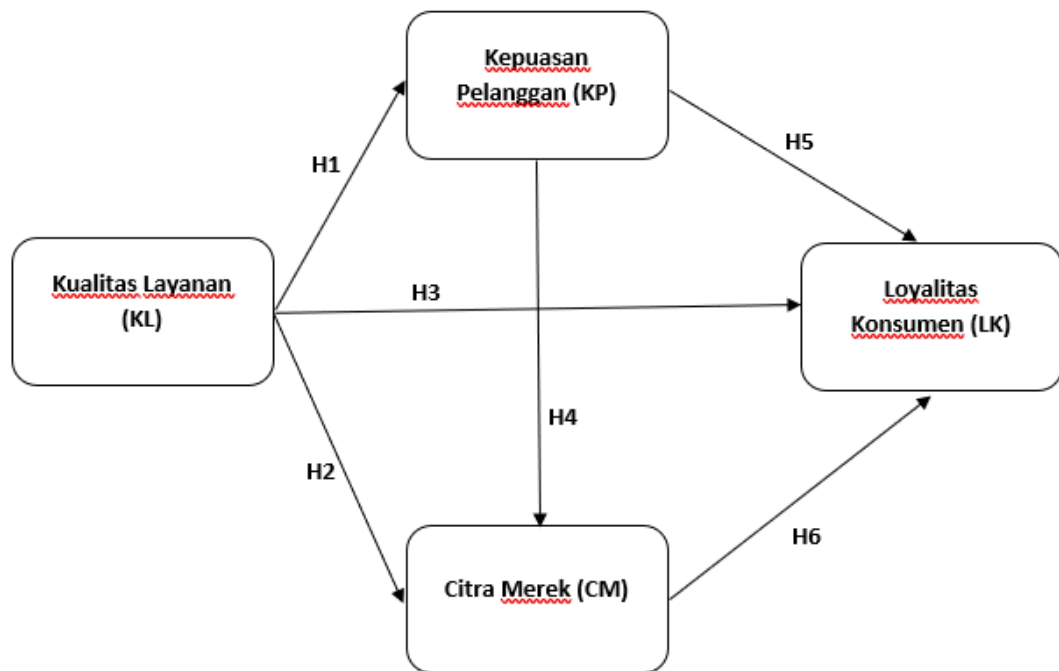 Kepuasan
Pelanggan (KP)
H5
H1
Kualitas Layanan
(KL)
H3
Loyalitas
Konsumen (LK)
H4
H2
H6
Citra Merek (CM)